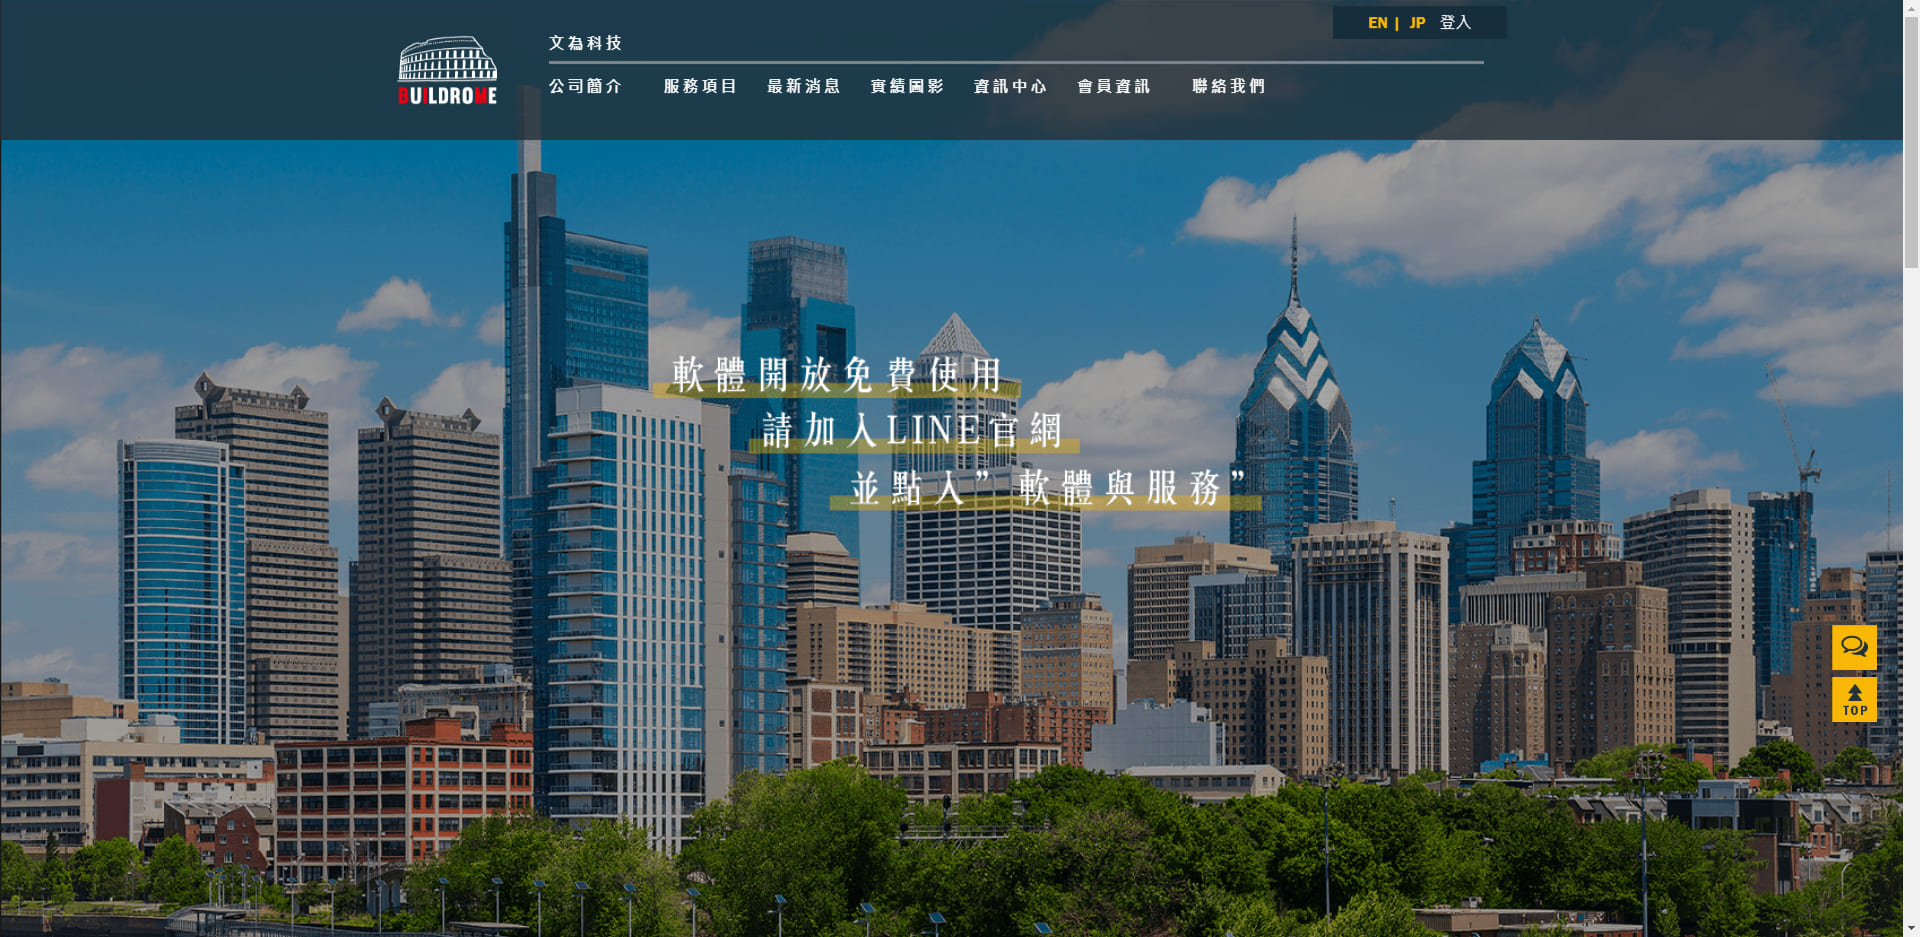 EN | JP 登入
文為科技
BUILDROME
公司簡介 服務項目 最新消息 實績圖影 資訊中心 會員資訊 聯絡我們
軟體開放免費使用
請加入LINE官網
並點入”軟體與服務”
TOP